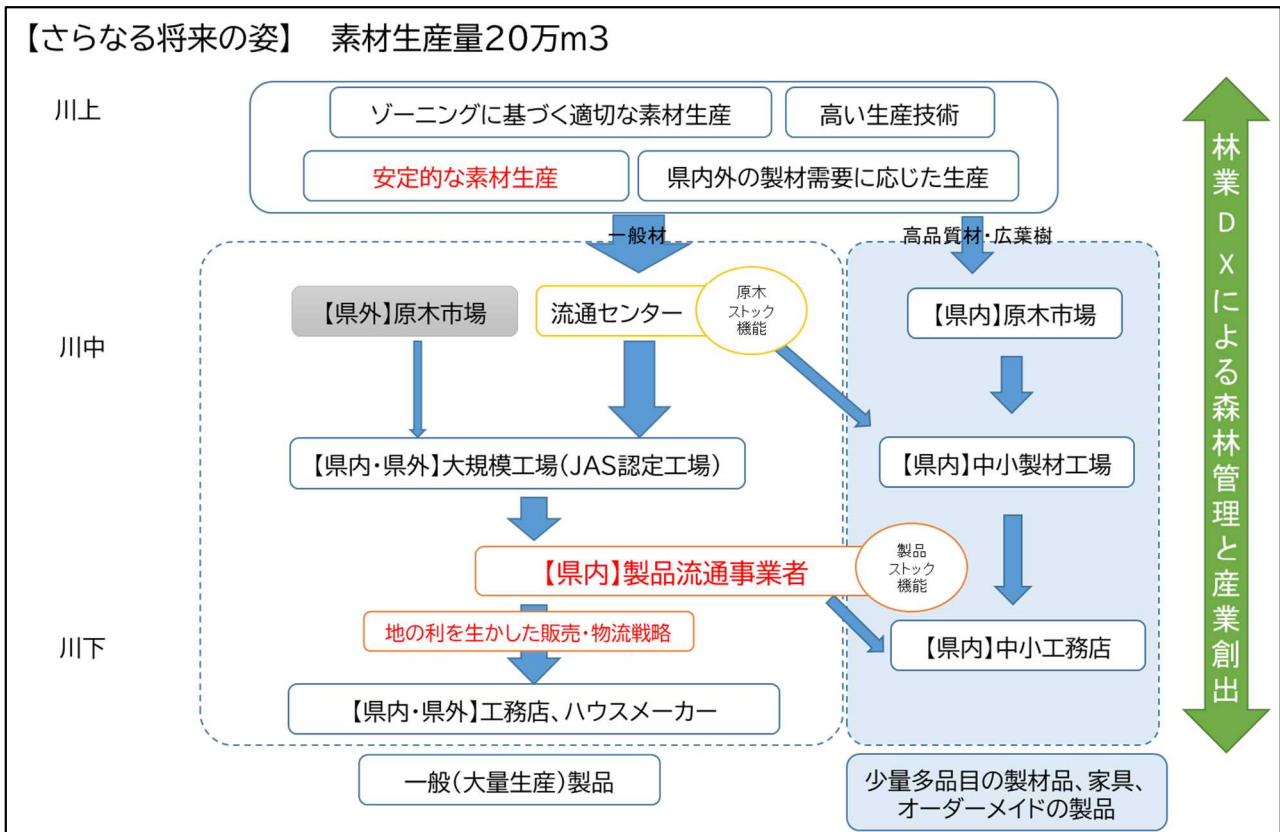 【さらなる将来の姿】　素材生産量20万m3
川上
ゾーニングに基づく適切な素材生産
高い生産技術
安定的な素材生産
県内外の製材需要に応じた生産
一般材
高品質材・広葉樹
川中
【県外】原木市場
流通センター
原木
ストック
機能
【県内】原木市場
【県内・県外】大規模工場(JAS認定工場)
【県内】中小製材工場
【県内】製品流通事業者
製品
ストック
機能
川下
地の利を生かした販売・物流戦略
【県内】中小工務店
【県内・県外】工務店、ハウスメーカー
一般(大量生産)製品
少量多品目の製材品、家具、
オーダーメイドの製品
林業DXによる森林管理と産業創出